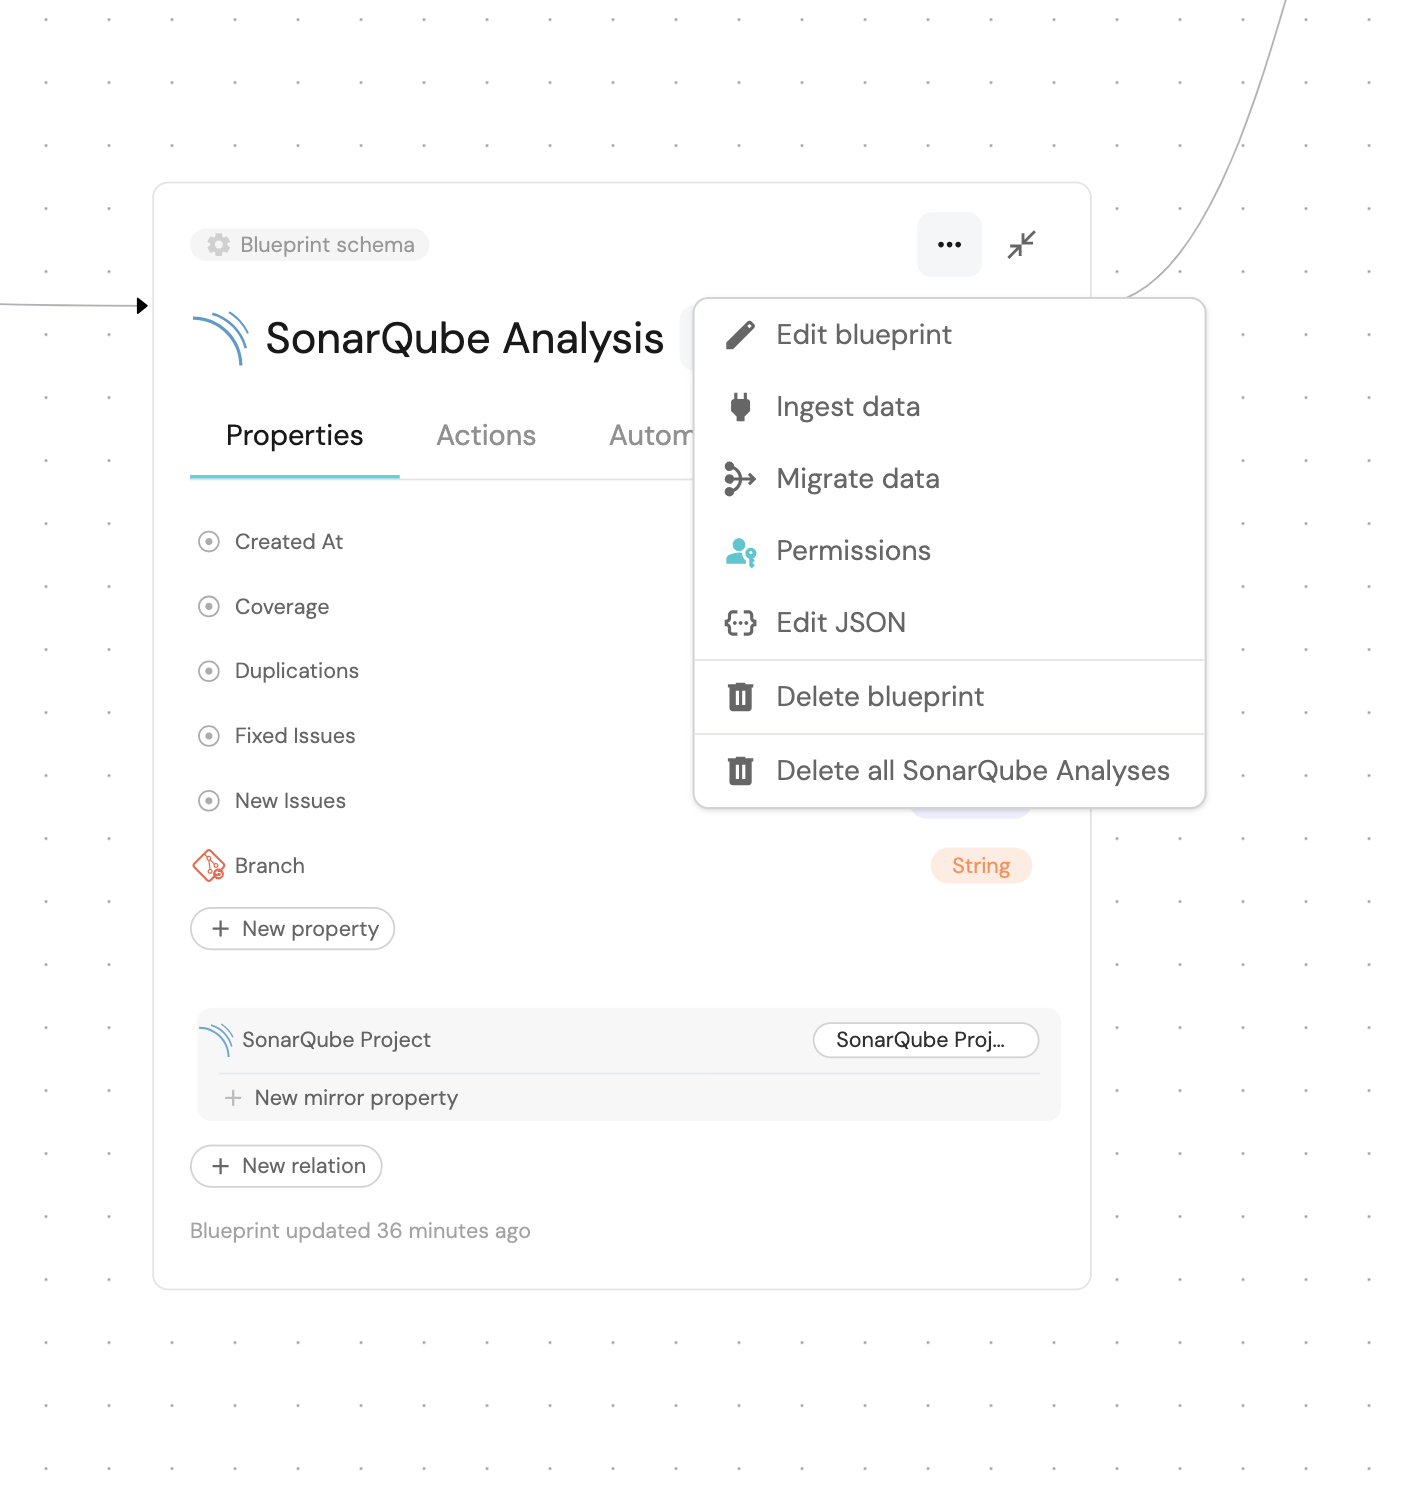 Blueprint schema
SonarQube Analysis
Properties
Actions
Autom
Edit blueprint
Ingest data
Migrate data
Permissions
Edit JSON
Delete blueprint
Delete all SonarQube Analyses
Created At
Coverage
Duplications
Fixed Issues
New Issues
Branch
String
New property
SonarQube Project
SonarQube Proj...
New mirror property
New relation
Blueprint updated 36 minutes ago